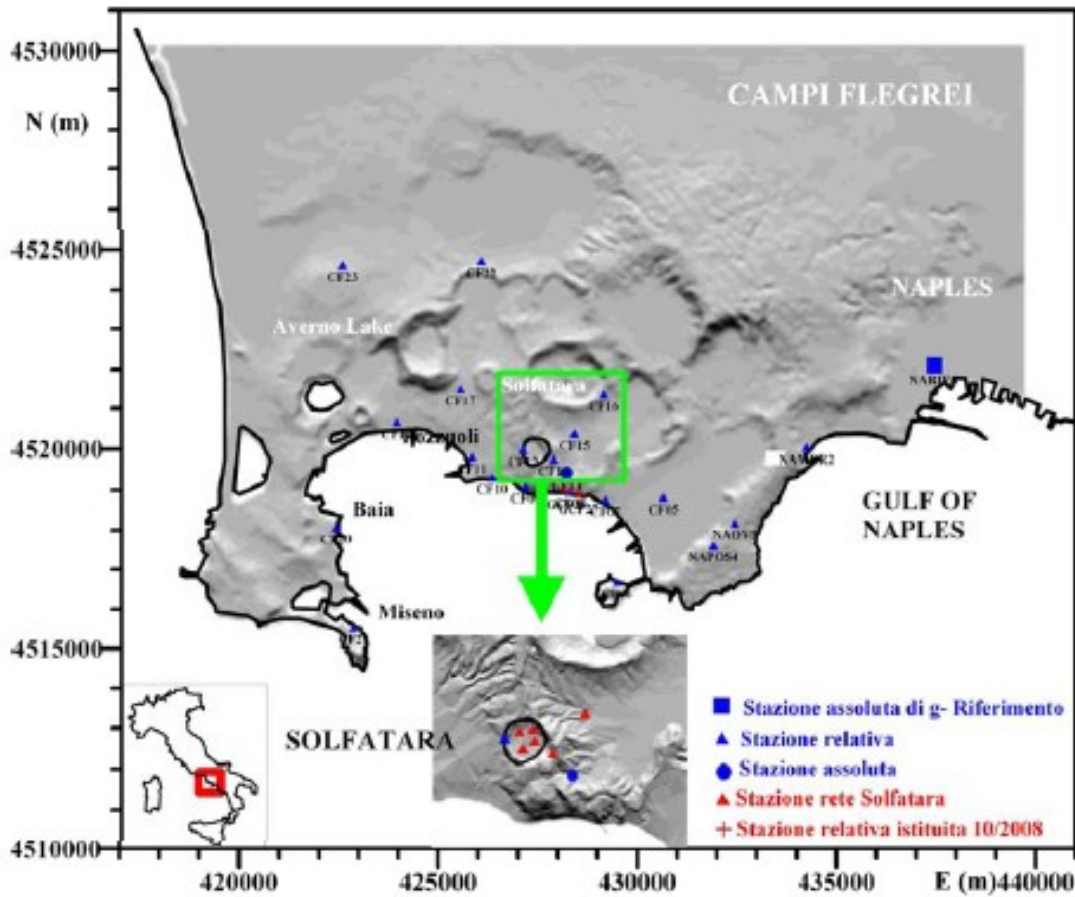 4530000
N (m)
CAMPI FLEGREI
4525000
CF23
CF22
NAPLES
Averno Lake
Solfatara
CF17
CF16
Pozzuoli
CF15
CF11
CF10
CF05
4520000
GULF OF
NAPLES
Baia
NAPOS4
Miseno
4515000
SOLFATARA
Stazione assoluta di g- Riferimento
Stazione relativa
Stazione assoluta
Stazione rete Solfatara
Stazione relativa istituita 10/2008
4510000
420000
425000
430000
435000
E (m)
440000